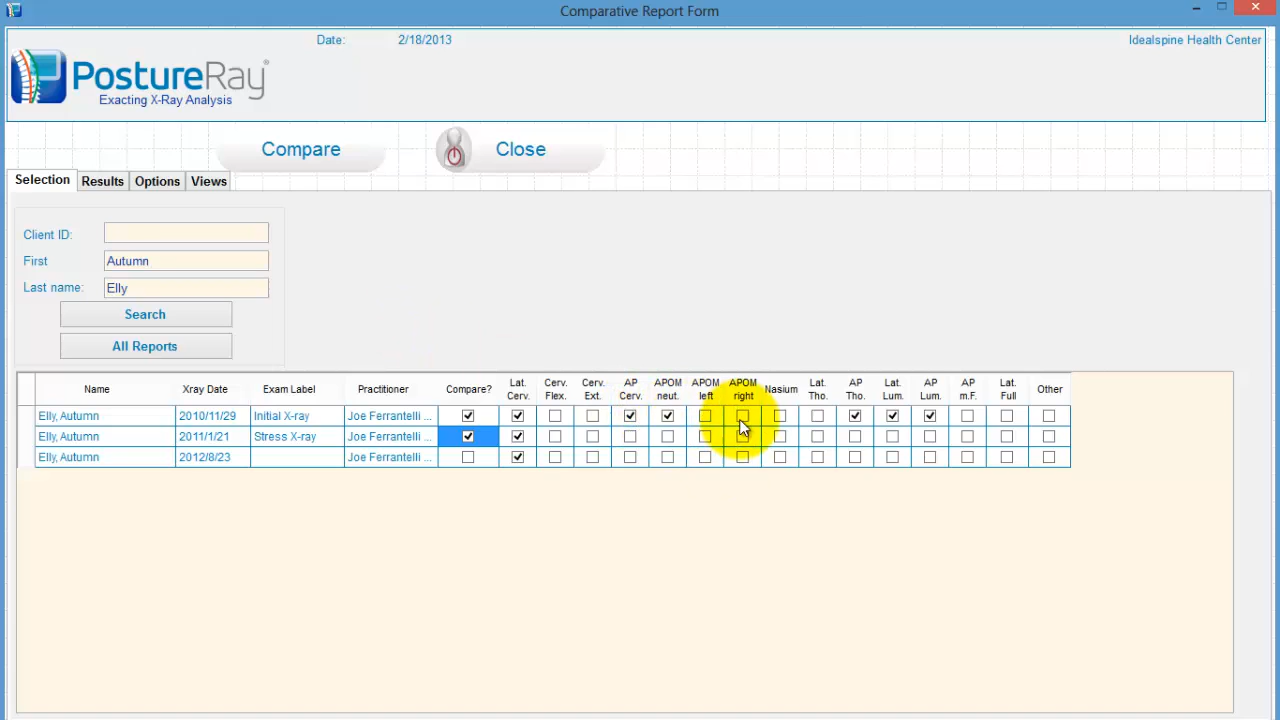 Comparative Report Form
Date: 2/18/2013 Idealspine Health Center
PostureRay®
Exacting X-Ray Analysis
Compare Close
Selection Results Options Views
Client ID:
First Autumn
Last name: Elly
Search
All Reports
Name Xray Date Exam Label Practitioner Compare? Lat. Cerv. Cerv. Flex. Cerv. Ext. AP Cerv. APOM neut. APOM left APOM right Nasium Lat. Tho. AP Tho. Lat. Lum. AP Lum. AP m.F. Lat. Full Other
Elly, Autumn 2010/11/29 Initial X-ray Joe Ferrantelli ...
Elly, Autumn 2011/1/21 Stress X-ray Joe Ferrantelli ...
Elly, Autumn 2012/8/23 Joe Ferrantelli ...